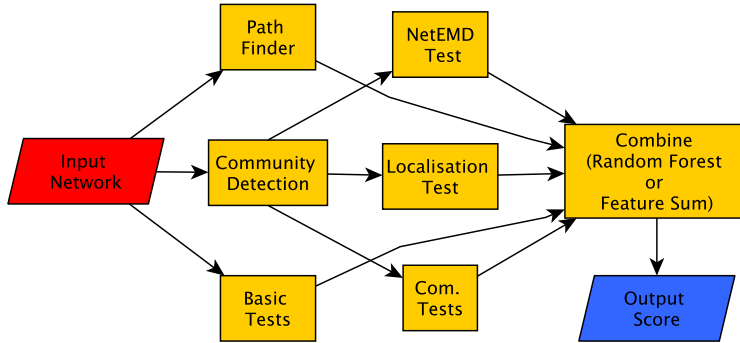 Path
Finder
NetEMD
Test
Input
Network
Community
Detection
Localisation
Test
Combine
(Random Forest
or
Feature Sum)
Basic
Tests
Com.
Tests
Output
Score